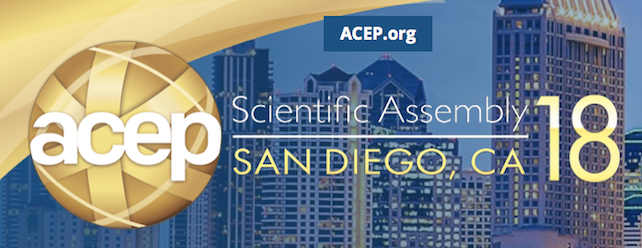 ACEP.org
acep
Scientific Assembly
SAN DIEGO, CA
18